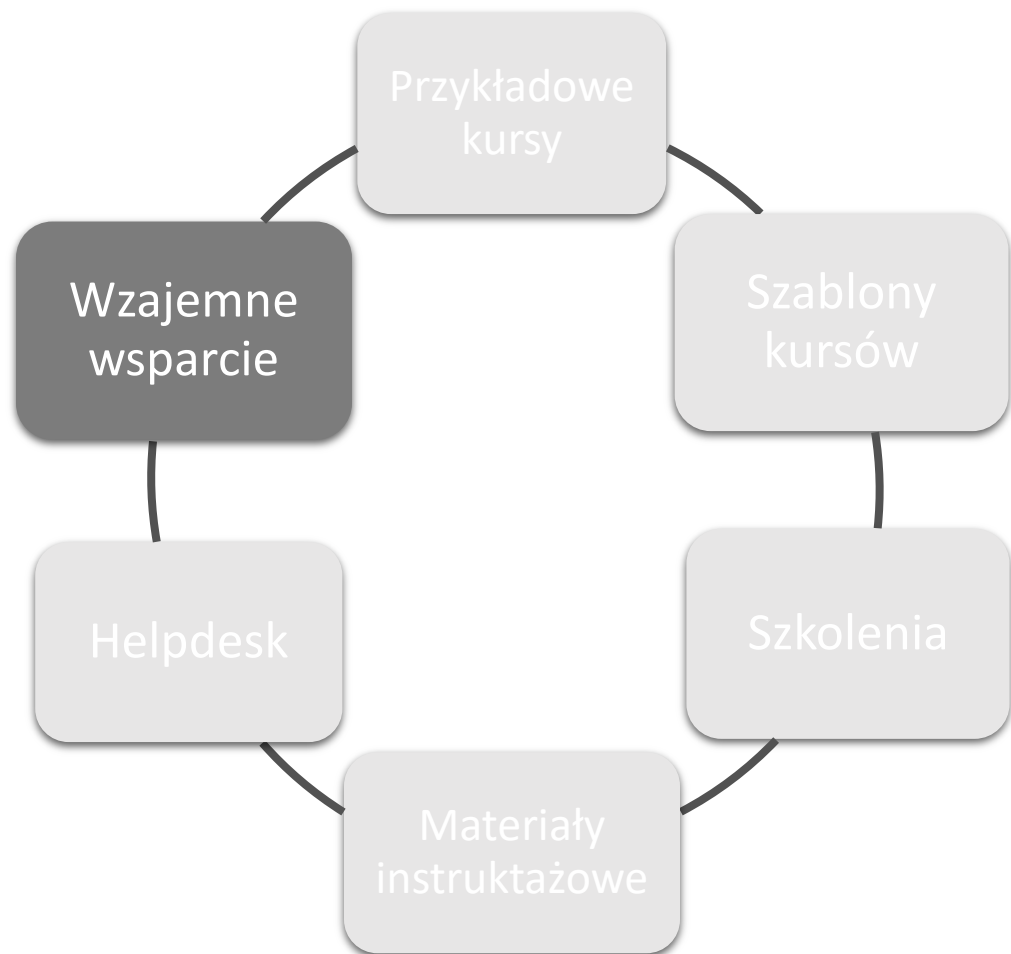 Przykładowe
kursy
Wzajemne
wsparcie
Szablony
kursów
Helpdesk
Szkolenia
Materiały
instruktażowe